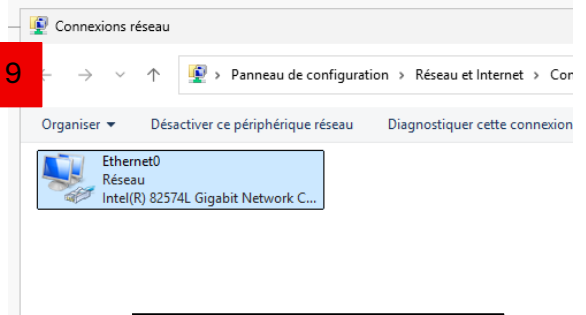 Connexions réseau
9
Panneau de configuration > Réseau et Internet > Con
Organiser Désactiver ce périphérique réseau Diagnostiquer cette connexion
Ethernet0
Réseau
Intel(R) 82574L Gigabit Network C...